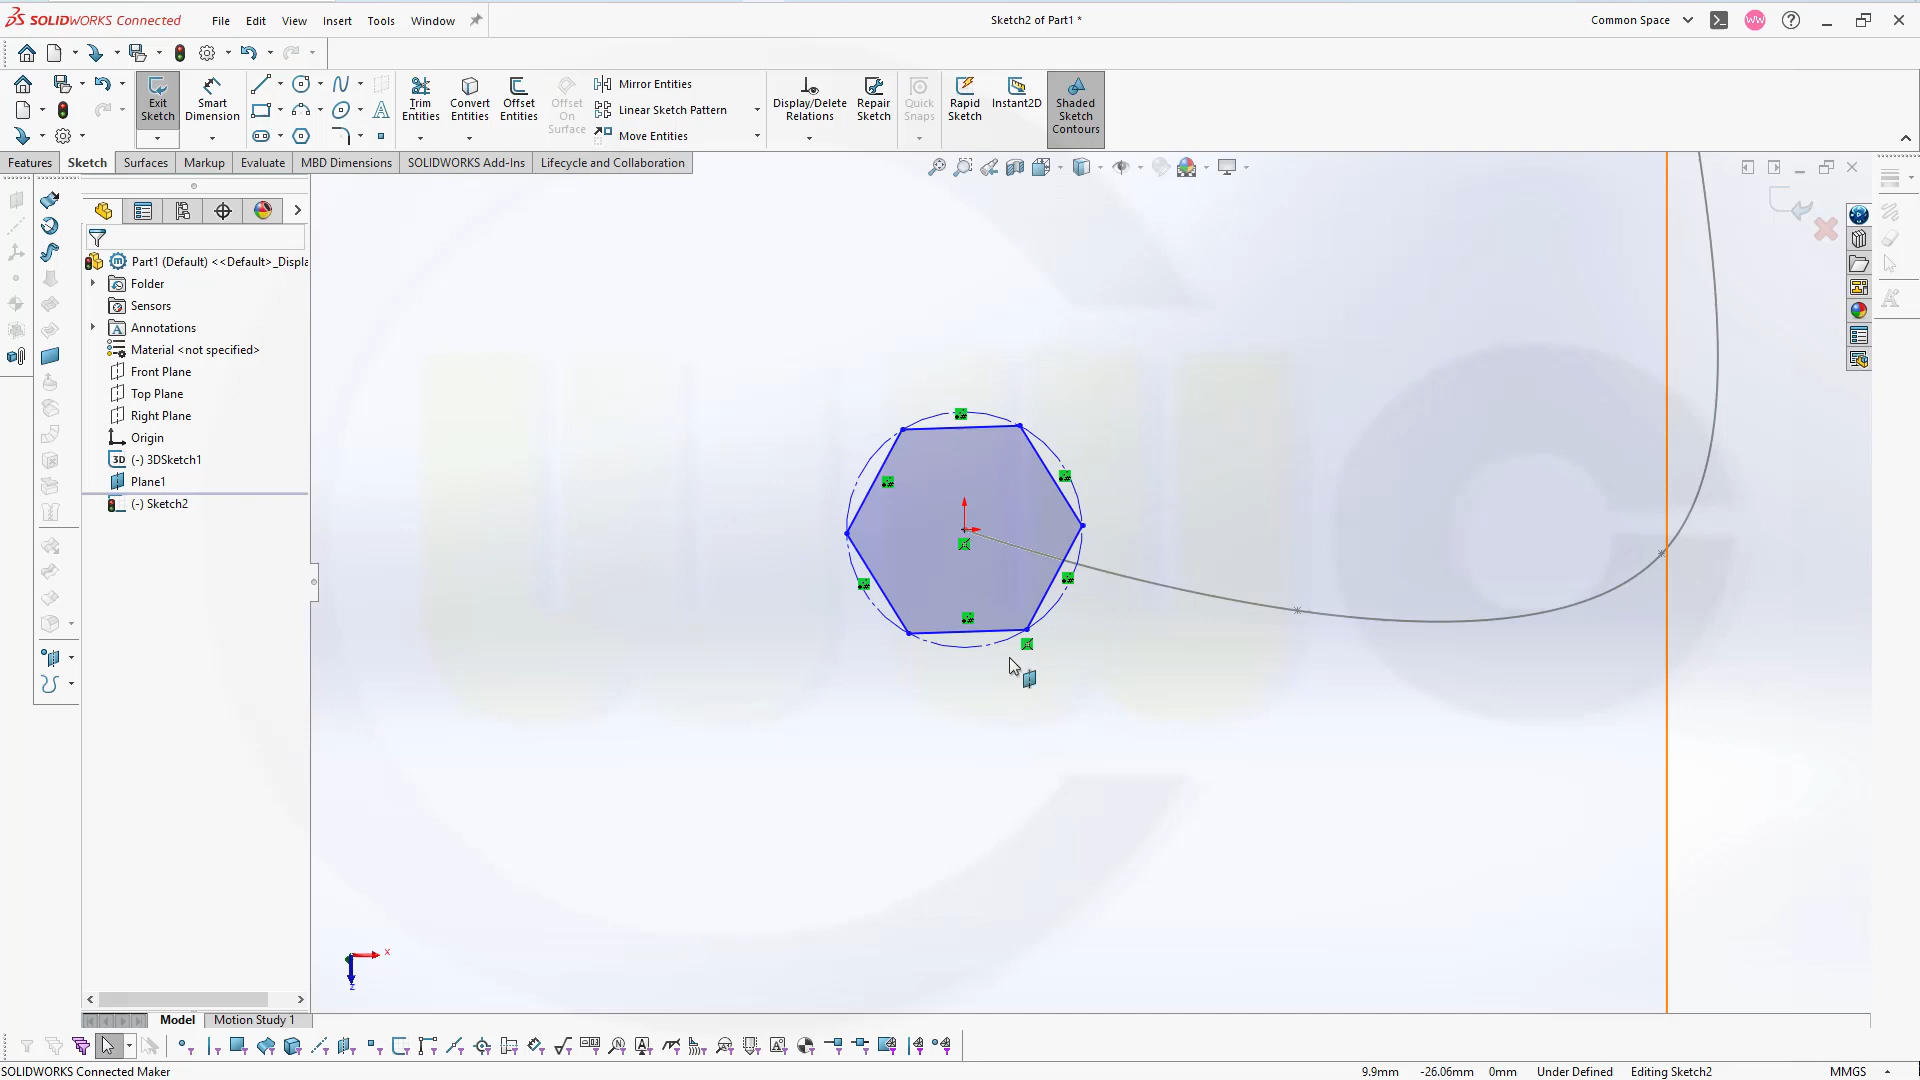 SOLIDWORKS Connected
File Edit View Insert Tools Window
Sketch2 of Part1 *
Common Space
WW
Exit Sketch
Smart Dimension
Trim Entities
Convert Entities
Offset Entities
Offset On Surface
Mirror Entities
Linear Sketch Pattern
Move Entities
Display/Delete Relations
Repair Sketch
Quick Snaps
Rapid Sketch
Instant2D
Shaded Sketch Contours
Features Sketch Surfaces Markup Evaluate MBD Dimensions SOLIDWORKS Add-Ins Lifecycle and Collaboration
Part1 (Default) <<Default>_Displa
Folder
Sensors
Annotations
Material <not specified>
Front Plane
Top Plane
Right Plane
Origin
3D (-) 3DSketch1
Plane1
(-) Sketch2
x
z
Model Motion Study 1
SOLIDWORKS Connected Maker
9.9mm -26.06mm 0mm Under Defined Editing Sketch2 MMGS